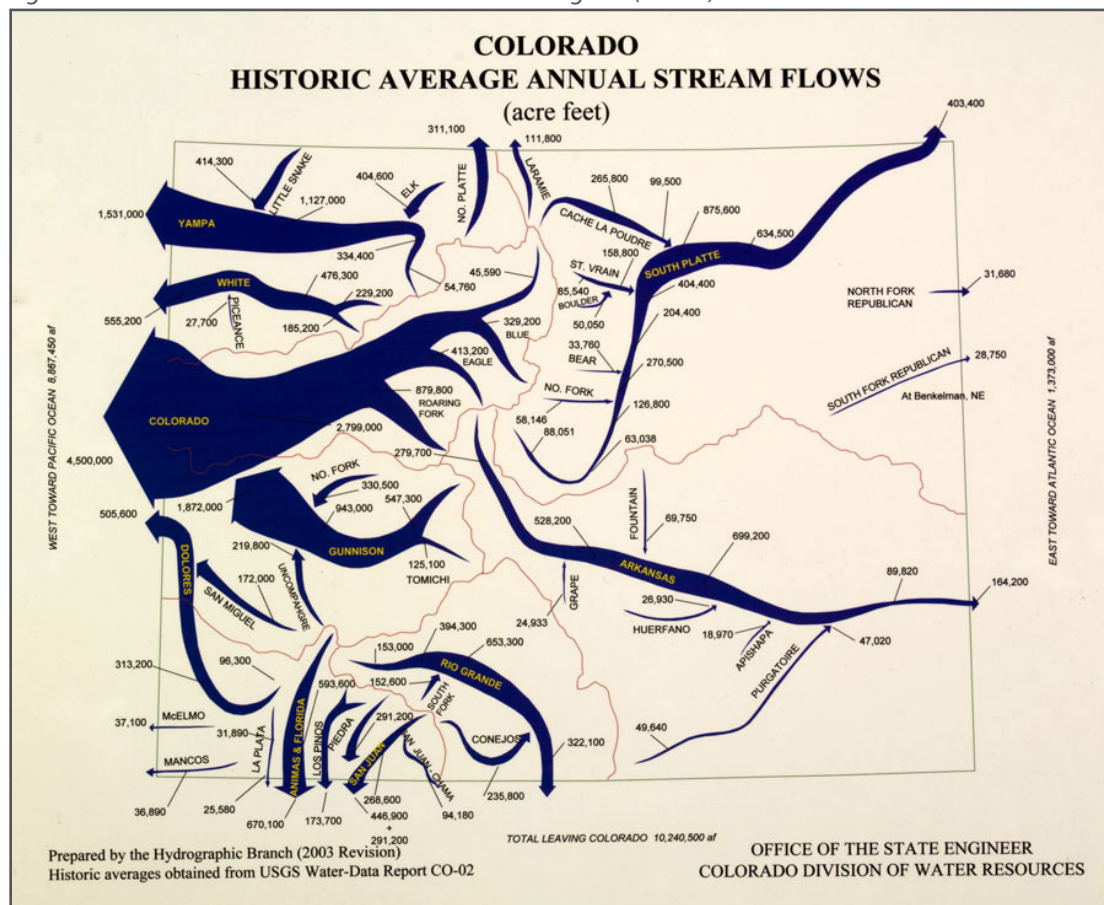 COLORADO
HISTORIC AVERAGE ANNUAL STREAM FLOWS
(acre feet)
403,400
311,100
111,800
414,300
LITTLE SNAKE
404,600
ELK
NO. PLATTE
LARAMIE
265,800
99,500
1,531,000
YAMPA
1,127,000
CACHE LA POUDRE
875,600
334,400
SOUTH PLATTE
634,500
45,590
ST. VRAIN
158,800
WHITE
476,300
54,760
85,540
BOULDER
404,400
NORTH FORK
REPUBLICAN
31,680
555,200
27,700
PICEANCE
185,200
229,200
329,200
BLUE
50,050
204,400
33,760
BEAR
413,200
EAGLE
270,500
SOUTH FORK REPUBLICAN
28,750
879,800
ROARING
FORK
NO. FORK
126,800
At Benkelman, NE
COLORADO
2,799,000
58,146
88,051
63,038
4,500,000
279,700
WEST TOWARD PACIFIC OCEAN 8,867,450 af
EAST TOWARD ATLANTIC OCEAN 1,373,000 af
NO. FORK
330,500
547,300
1,872,000
943,000
505,600
FOUNTAIN
69,750
528,200
699,200
219,800
GUNNISON
125,100
TOMICHI
DOLORES
172,000
SAN MIGUEL
UNCOMPAHGRE
ARKANSAS
GRAPE
24,933
26,930
HUERFANO
18,970
APISHAPA
89,820
164,200
47,020
PURGATOIRE
394,300
653,300
153,000
313,200
96,300
593,600
152,600
RIO GRANDE
SOUTH
FORK
McELMO
37,100
31,890
LA PLATA
ANIMAS & FLORIDA
LOS PINOS
PIEDRA
291,200
SAN JUAN
SAN JUAN - CHAMA
CONEJOS
322,100
49,640
MANCOS
36,890
25,580
670,100
173,700
268,600
446,900
+
291,200
94,180
235,800
TOTAL LEAVING COLORADO 10,240,500 af
Prepared by the Hydrographic Branch (2003 Revision)
Historic averages obtained from USGS Water-Data Report CO-02
OFFICE OF THE STATE ENGINEER
COLORADO DIVISION OF WATER RESOURCES